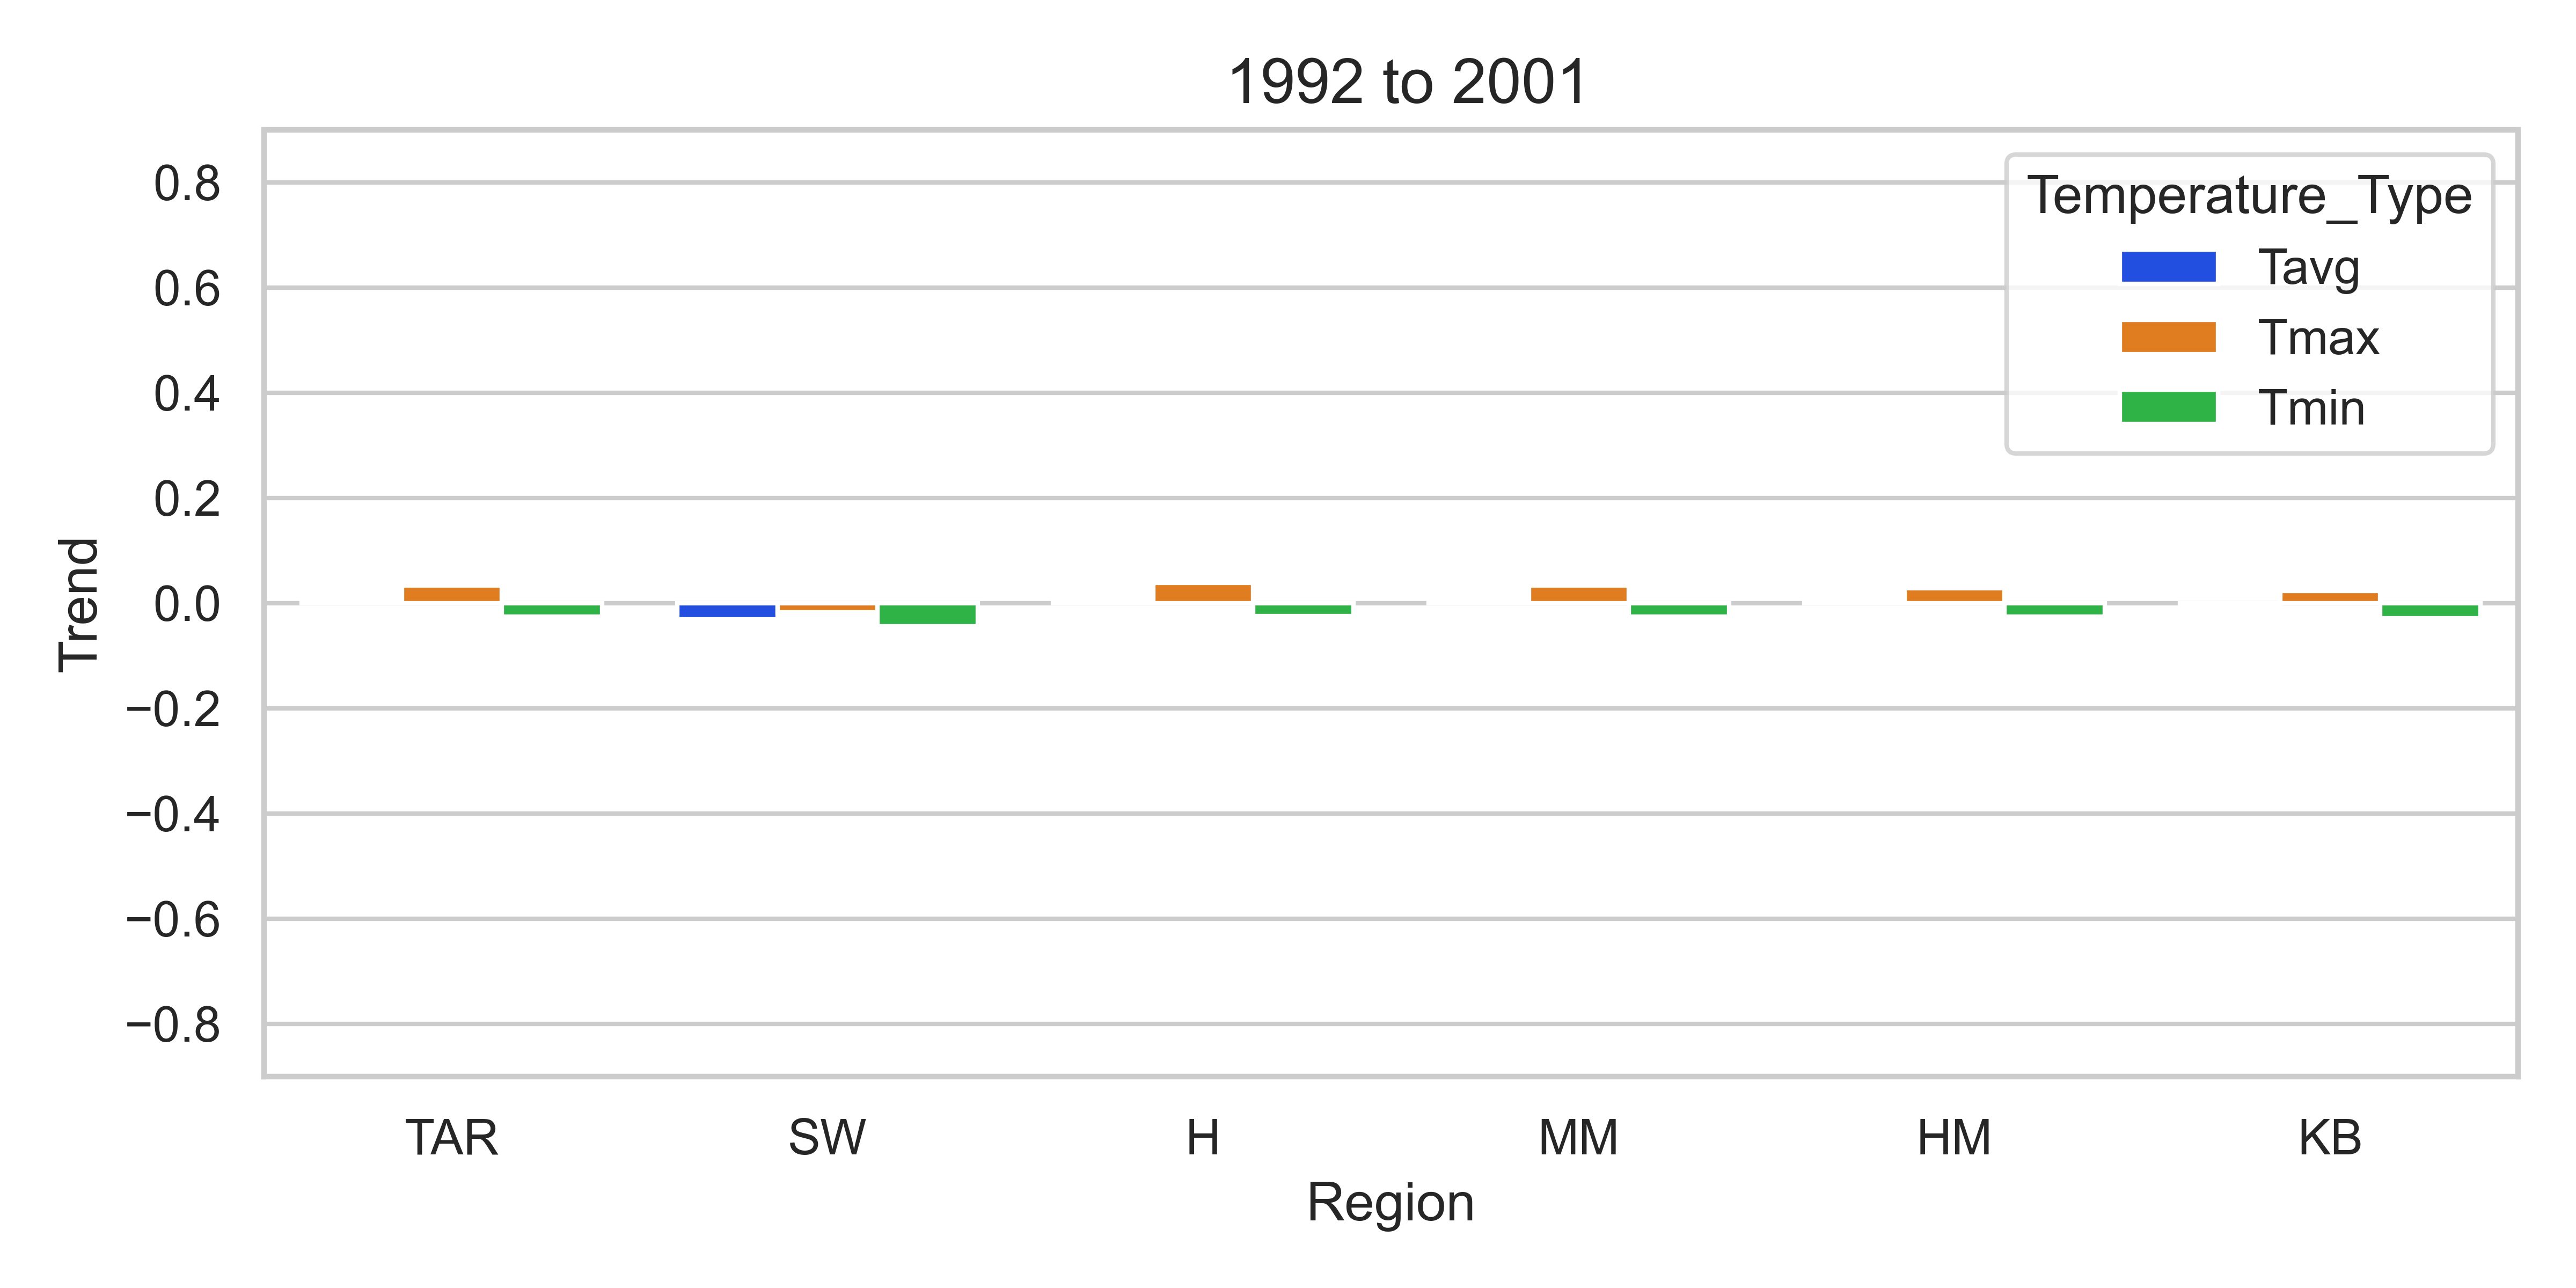 1992 to 2001
Temperature_Type
Tavg
Tmax
Tmin
Trend
0.8
0.6
0.4
0.2
0.0
−0.2
−0.4
−0.6
−0.8
TAR SW H MM HM KB
Region